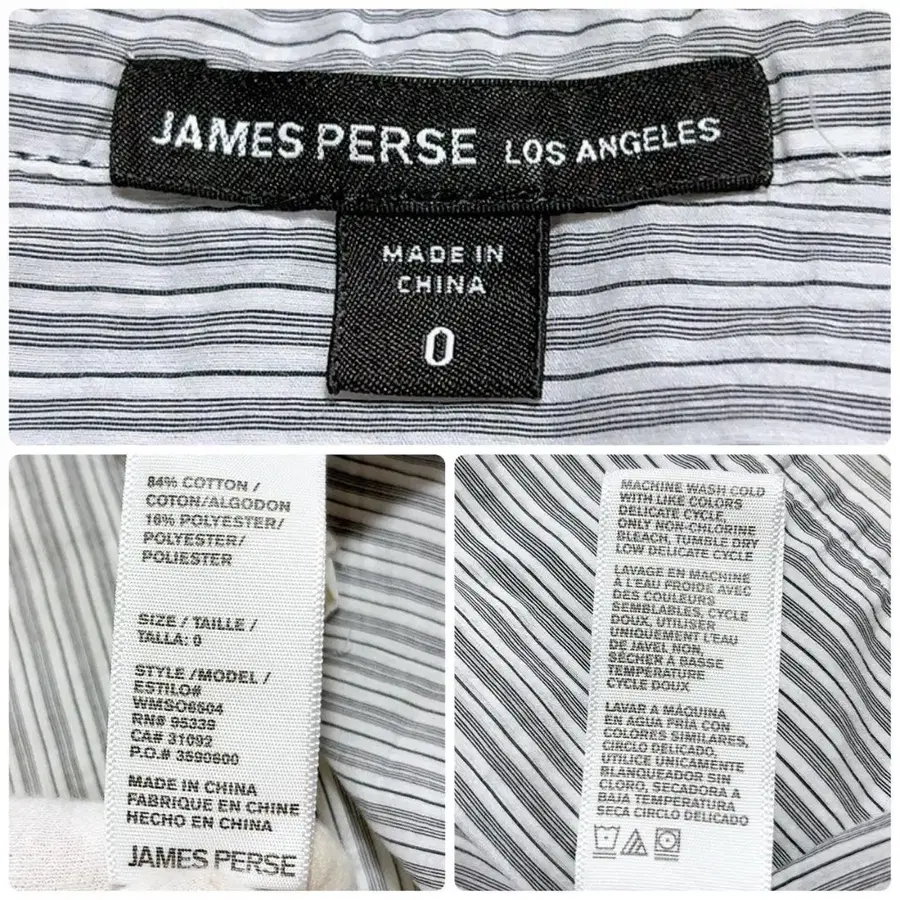 JAMES PERSE LOS ANGELES
MADE IN
CHINA
0
84% COTTON /
COTON/ALGODON
16% POLYESTER/
POLYESTER/
POLIESTER
SIZE / TAILLE /
TALLA: 0
STYLE /MODEL /
ESTILO#
WMSO6504
RN# 95339
CA# 31092
P.O.# 3590600
MADE IN CHINA
FABRIQUE EN CHINE
HECHO EN CHINA
JAMES PERSE
MACHINE WASH COLD
WITH LIKE COLORS
DELICATE CYCLE,
ONLY NON-CHLORINE
BLEACH, TUMBLE DRY
LOW DELICATE CYCLE
LAVAGE EN MACHINE
À L'EAU FROIDE AVEC
DES COULEURS
SEMBLABLES, CYCLE
DOUX, UTILISER
UNIQUEMENT L'EAU
DE JAVEL NON,
SÉCHER À BASSE
TEMPERATURE
CYCLE DOUX
LAVAR A MÁQUINA
EN AGUA FRÍA CON
COLORES SIMILARES,
CIRCLO DELICADO,
UTILICE UNICAMENTE
BLANQUEADOR SIN
CLORO, SECADORA A
BAJA TEMPERATURA
SECA CIRCLO DELICADO